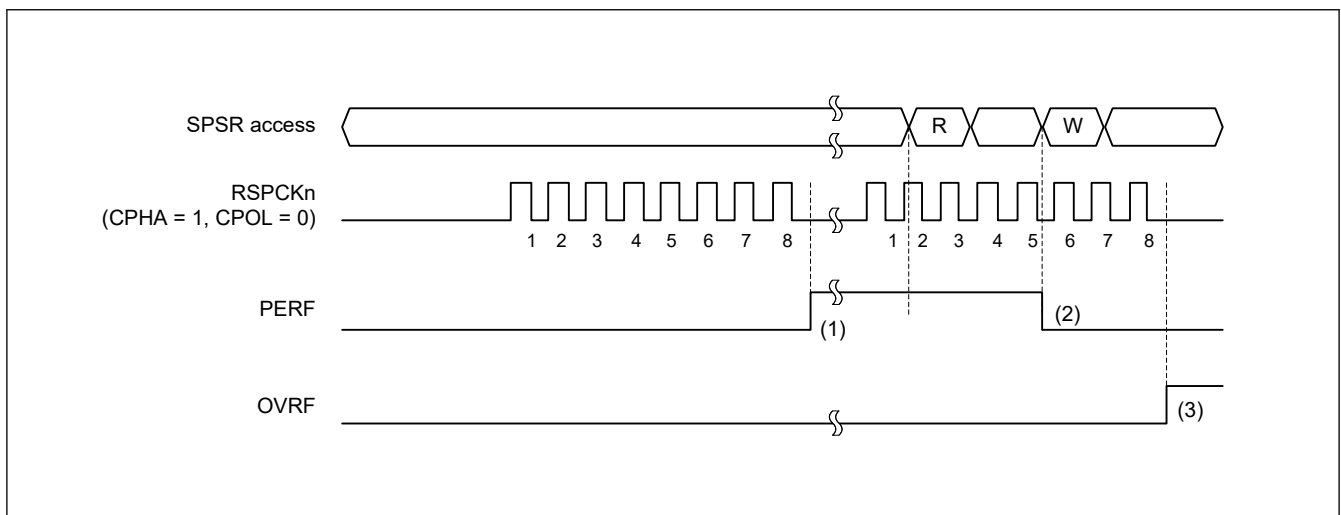 SPSR access
R
W
RSPCKn
(CPHA = 1, CPOL = 0)
1 2 3 4 5 6 7 8 1 2 3 4 5 6 7 8
PERF
(1)
(2)
OVRF
(3)